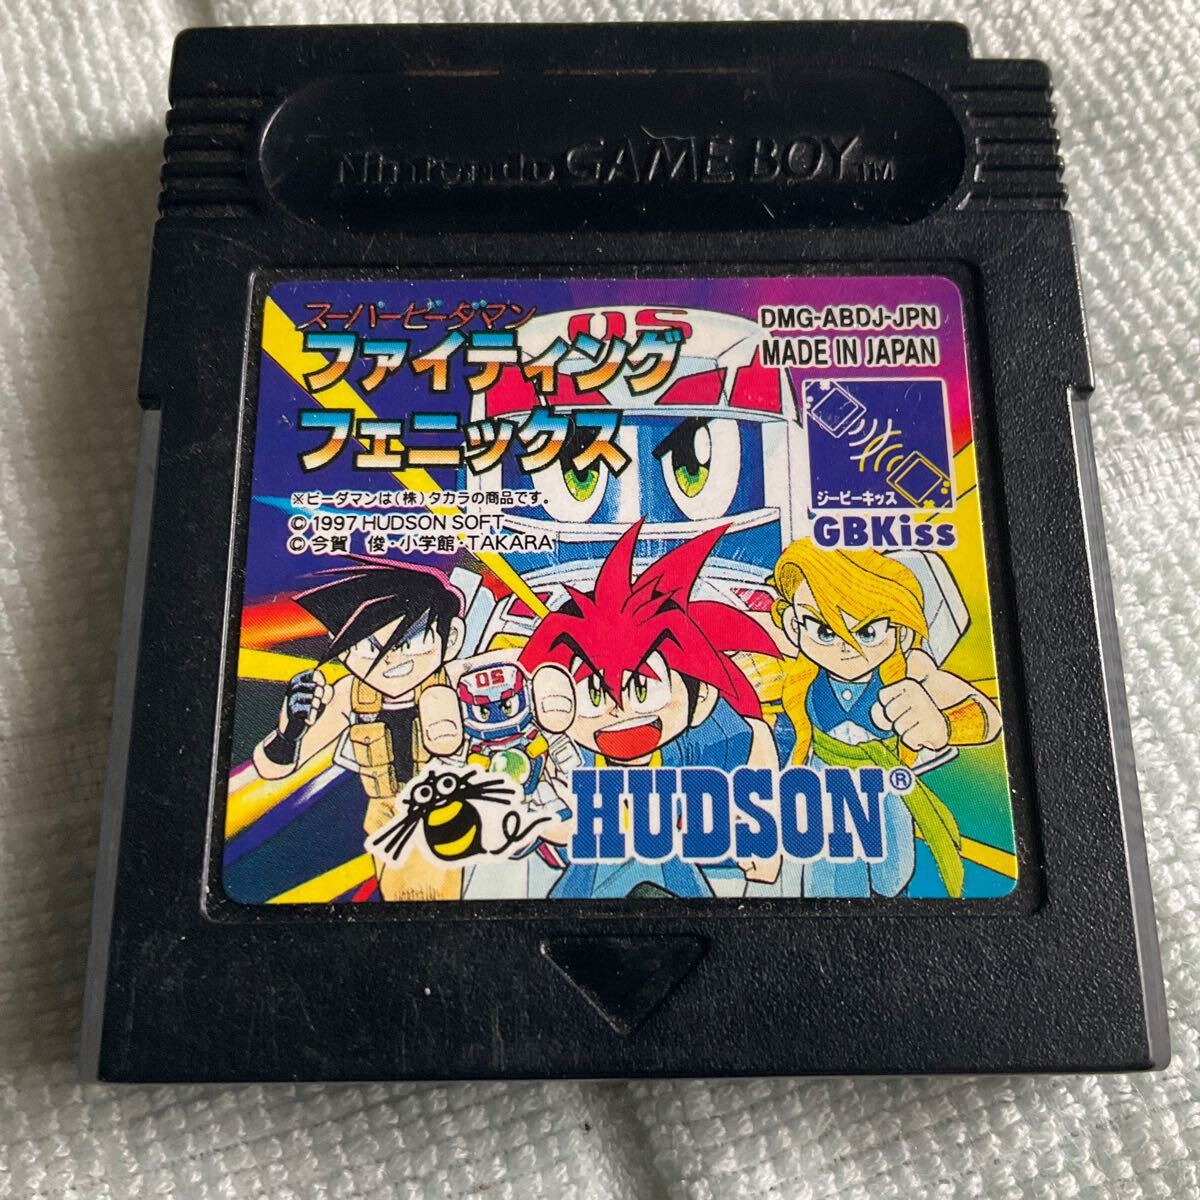 Nintendo GAME BOY TM
スーパービーダマン
ファイティング
フェニックス
※ビーダマンは(株)タカラの商品です。
© 1997 HUDSON SOFT
© 今賀 俊・小学館・TAKARA
DMG-ABDJ-JPN
MADE IN JAPAN
ジービーキッス
GBKiss
05
05
HUDSON®